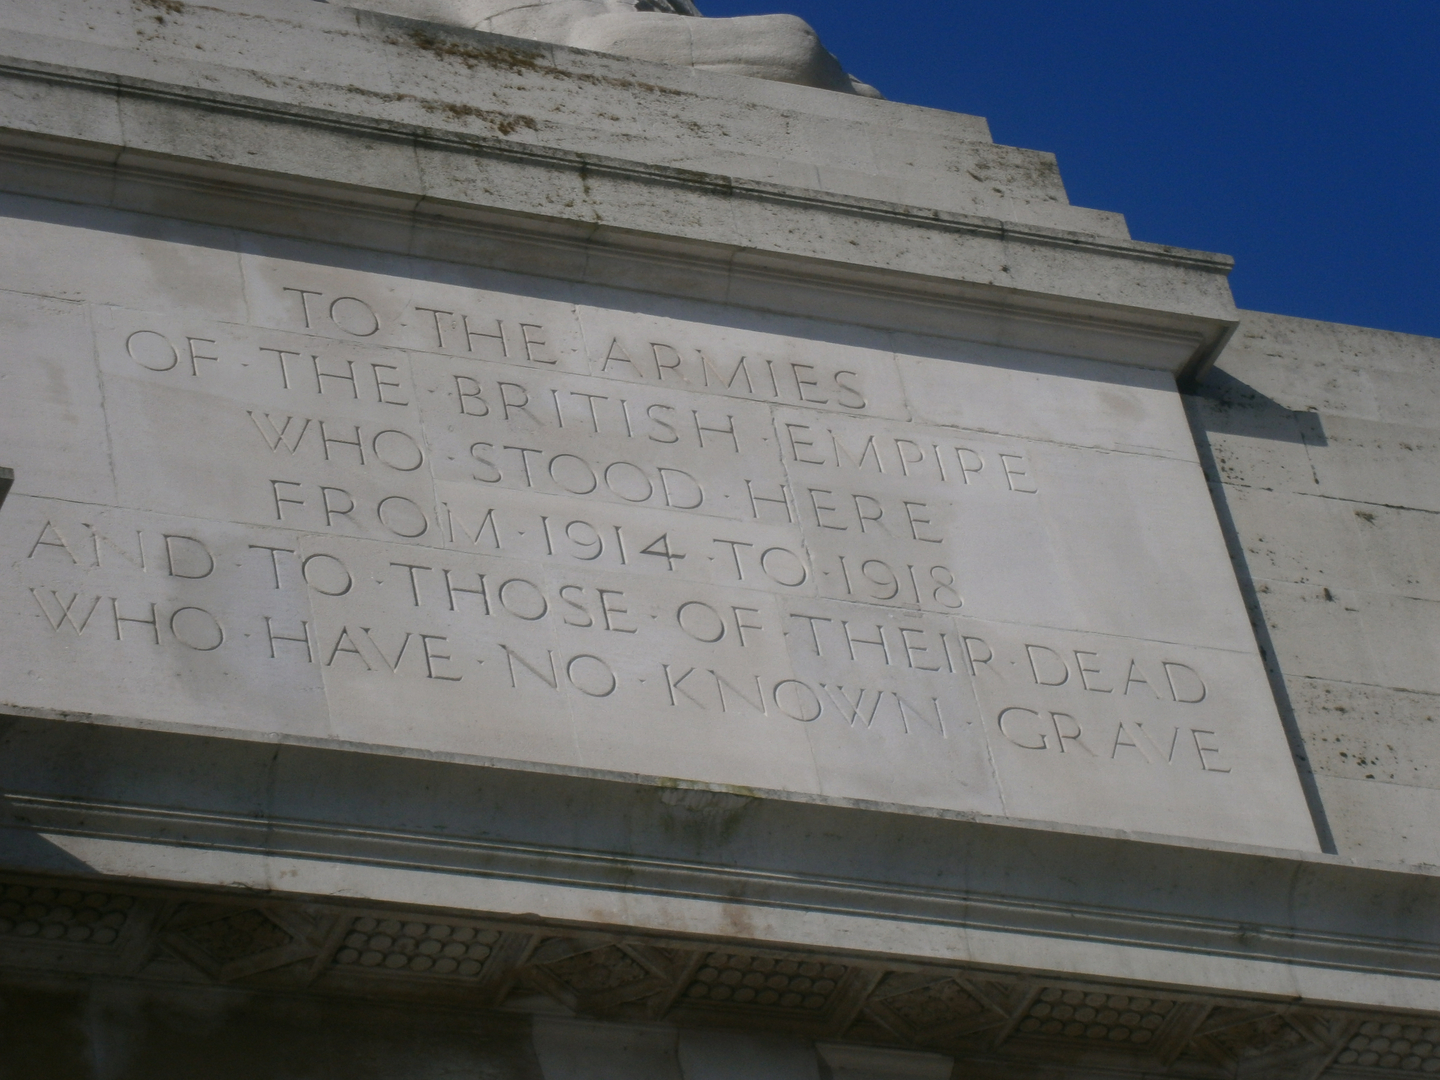 TO · THE · ARMIES
OF · THE · BRITISH · EMPIRE
WHO · STOOD · HERE
FROM · 1914 · TO · 1918
AND · TO · THOSE · OF · THEIR · DEAD
WHO · HAVE · NO · KNOWN · GRAVE